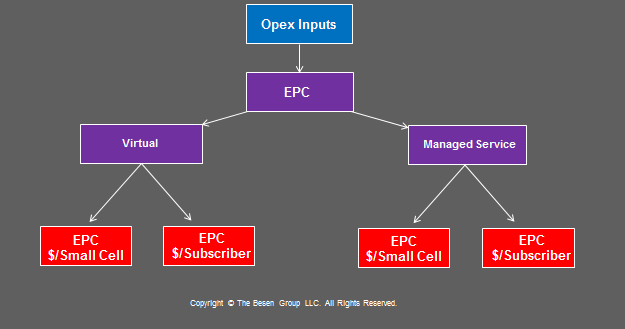 Opex Inputs
EPC
Virtual
Managed Service
EPC
$/Small Cell
EPC
$/Subscriber
EPC
$/Small Cell
EPC
$/Subscriber
Copyright © The Besen Group LLC. All Rights Reserved.